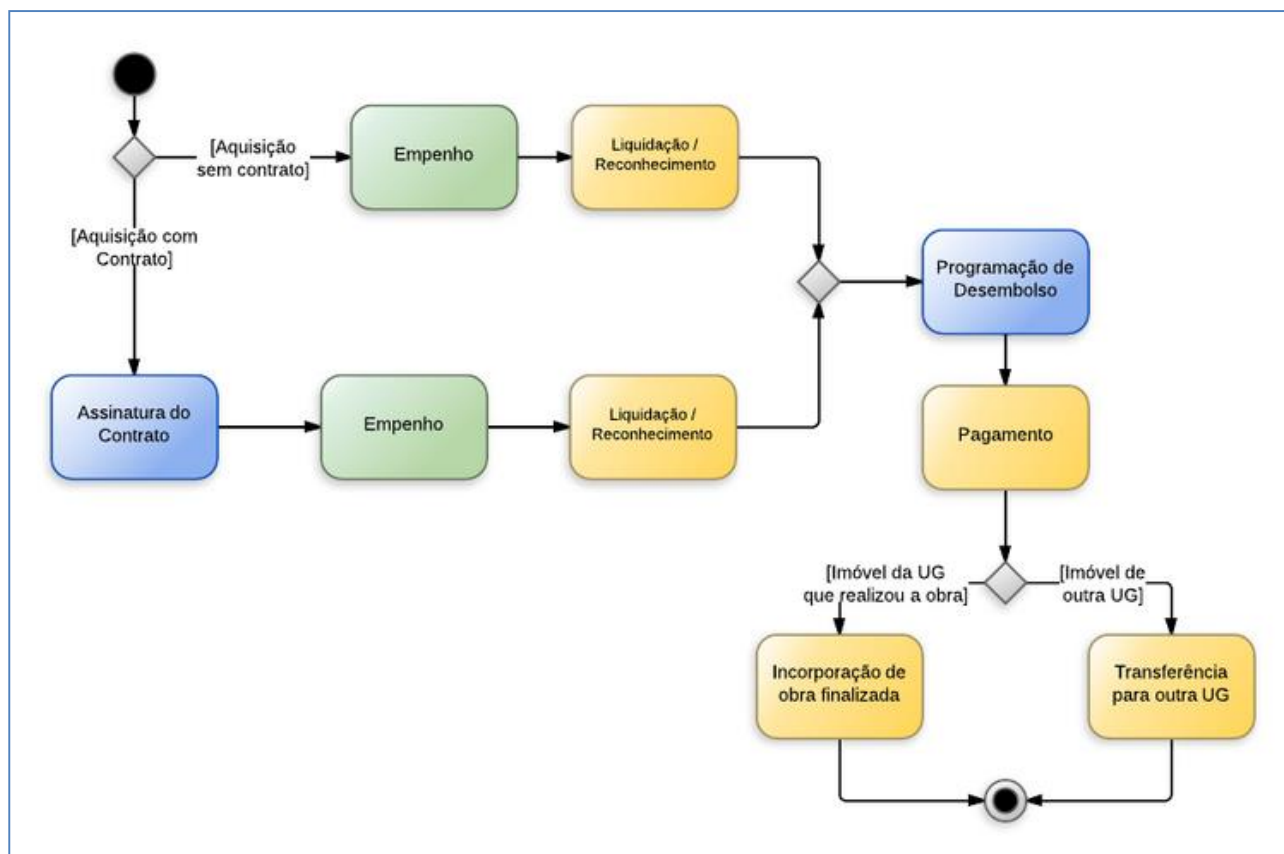 [Aquisição
sem contrato]
Empenho
Liquidação /
Reconhecimento
[Aquisição com
Contrato]
Programação de
Desembolso
Assinatura do
Contrato
Empenho
Liquidação /
Reconhecimento
Pagamento
[Imóvel da UG
que realizou a obra]
[Imóvel de
outra UG]
Incorporação de
obra finalizada
Transferência
para outra UG